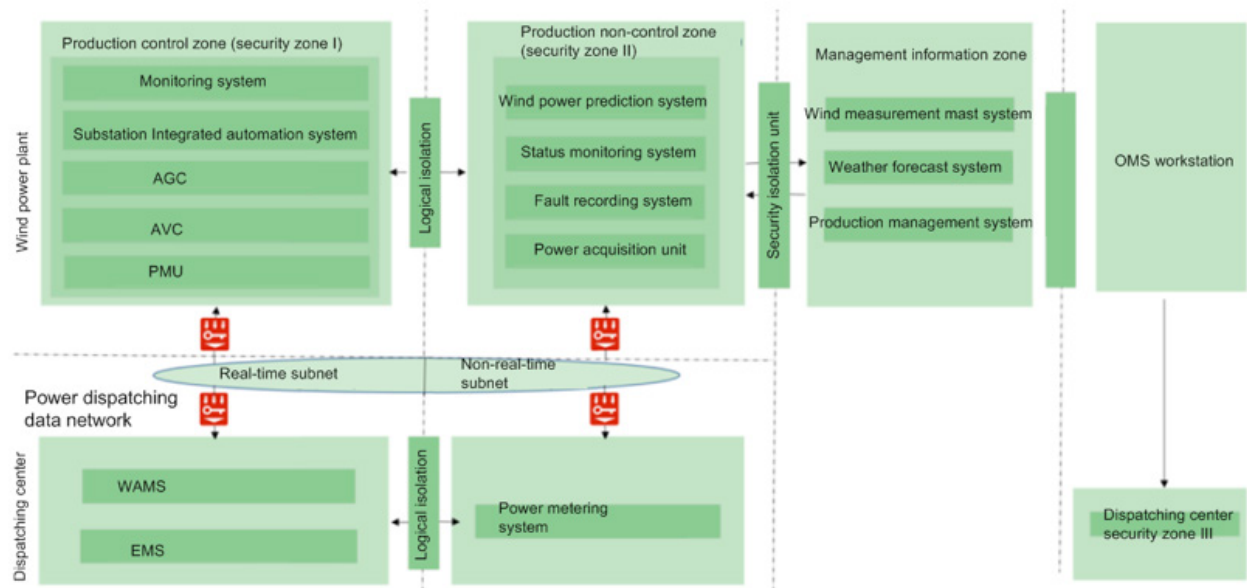 Production control zone (security zone I)
Monitoring system
Substation Integrated automation system
AGC
AVC
PMU
Wind power plant
Logical isolation
Production non-control zone
(security zone II)
Wind power prediction system
Status monitoring system
Fault recording system
Power acquisition unit
Security isolation unit
Management information zone
Wind measurement mast system
Weather forecast system
Production management system
OMS workstation
Real-time subnet
Non-real-time
subnet
Power dispatching
data network
Dispatching center
WAMS
EMS
Logical isolation
Power metering
system
Dispatching center
security zone III